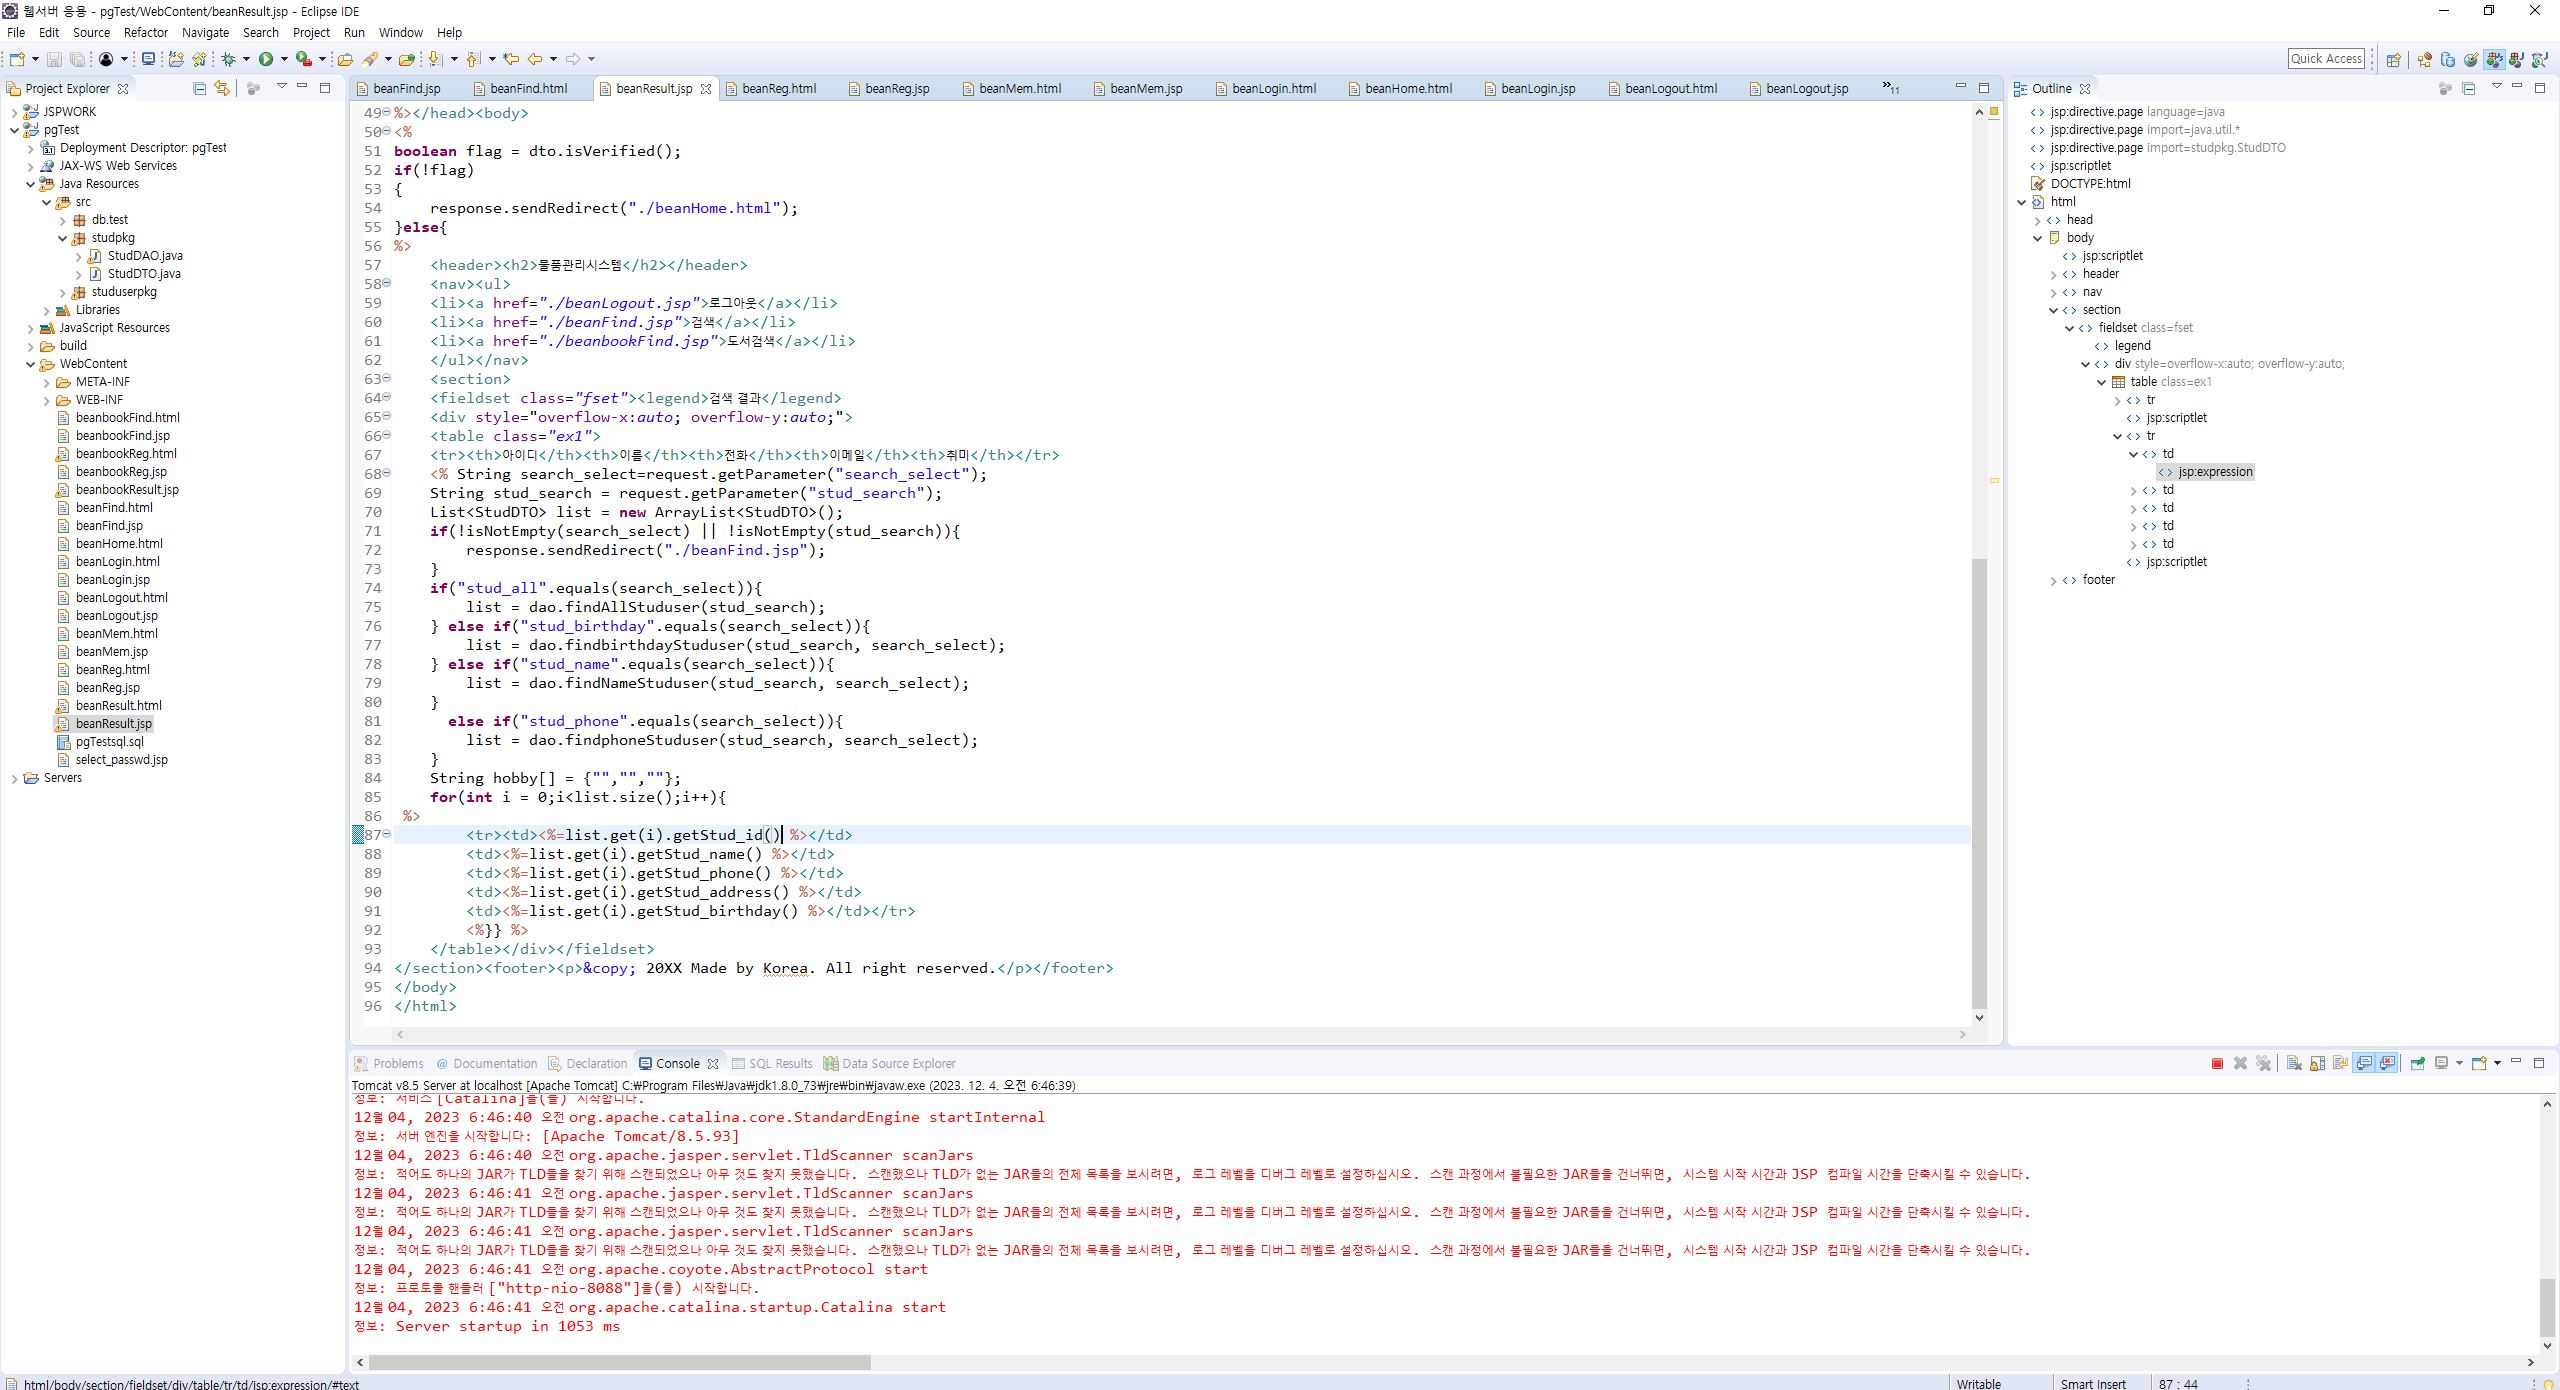 웹서버 응용 - pgTest/WebContent/beanResult.jsp - Eclipse IDE
File Edit Source Refactor Navigate Search Project Run Window Help
Quick Access
Project Explorer
JSPWORK
pgTest
Deployment Descriptor: pgTest
JAX-WS Web Services
Java Resources
src
db.test
studpkg
StudDAO.java
StudDTO.java
studuserpkg
Libraries
JavaScript Resources
build
WebContent
META-INF
WEB-INF
beanbookFind.html
beanbookFind.jsp
beanbookReg.html
beanbookReg.jsp
beanbookResult.jsp
beanFind.html
beanFind.jsp
beanHome.html
beanLogin.html
beanLogin.jsp
beanLogout.html
beanLogout.jsp
beanMem.html
beanMem.jsp
beanReg.html
beanReg.jsp
beanResult.html
beanResult.jsp
pgTestsql.sql
select_passwd.jsp
Servers
beanFind.jsp beanFind.html beanResult.jsp beanReg.html beanReg.jsp beanMem.html beanMem.jsp beanLogin.html beanHome.html beanLogin.jsp beanLogout.html beanLogout.jsp »11
49 %></head><body>
50 <%
51 boolean flag = dto.isVerified();
52 if(!flag)
53 {
54 response.sendRedirect("./beanHome.html");
55 }else{
56 %>
57 <header><h2>물품관리시스템</h2></header>
58 <nav><ul>
59 <li><a href="./beanLogout.jsp">로그아웃</a></li>
60 <li><a href="./beanFind.jsp">검색</a></li>
61 <li><a href="./beanbookFind.jsp">도서검색</a></li>
62 </ul></nav>
63 <section>
64 <fieldset class="fset"><legend>검색 결과</legend>
65 <div style="overflow-x:auto; overflow-y:auto;">
66 <table class="ex1">
67 <tr><th>아이디</th><th>이름</th><th>전화</th><th>이메일</th><th>취미</th></tr>
68 <% String search_select=request.getParameter("search_select");
69 String stud_search = request.getParameter("stud_search");
70 List<StudDTO> list = new ArrayList<StudDTO>();
71 if(!isNotEmpty(search_select) || !isNotEmpty(stud_search)){
72 response.sendRedirect("./beanFind.jsp");
73 }
74 if("stud_all".equals(search_select)){
75 list = dao.findAllStuduser(stud_search);
76 } else if("stud_birthday".equals(search_select)){
77 list = dao.findbirthdayStuduser(stud_search, search_select);
78 } else if("stud_name".equals(search_select)){
79 list = dao.findNameStuduser(stud_search, search_select);
80 }
81 else if("stud_phone".equals(search_select)){
82 list = dao.findphoneStuduser(stud_search, search_select);
83 }
84 String hobby[] = {"","",""};
85 for(int i = 0;i<list.size();i++){
86 %>
87 <tr><td><%=list.get(i).getStud_id() %></td>
88 <td><%=list.get(i).getStud_name() %></td>
89 <td><%=list.get(i).getStud_phone() %></td>
90 <td><%=list.get(i).getStud_address() %></td>
91 <td><%=list.get(i).getStud_birthday() %></td></tr>
92 <%}} %>
93 </table></div></fieldset>
94 </section><footer><p>&copy; 20XX Made by Korea. All right reserved.</p></footer>
95 </body>
96 </html>
Outline
jsp:directive.page language=java
jsp:directive.page import=java.util.*
jsp:directive.page import=studpkg.StudDTO
jsp:scriptlet
DOCTYPE:html
html
head
body
jsp:scriptlet
header
nav
section
fieldset class=fset
legend
div style=overflow-x:auto; overflow-y:auto;
table class=ex1
tr
jsp:scriptlet
tr
td
jsp:expression
td
td
td
td
jsp:scriptlet
footer
Problems Documentation Declaration Console SQL Results Data Source Explorer
Tomcat v8.5 Server at localhost [Apache Tomcat] C:₩Program Files₩Java₩jdk1.8.0_73₩jre₩bin₩javaw.exe (2023. 12. 4. 오전 6:46:39)
정보: 서비스 [Catalina]을(를) 시작합니다.
12월 04, 2023 6:46:40 오전 org.apache.catalina.core.StandardEngine startInternal
정보: 서버 엔진을 시작합니다: [Apache Tomcat/8.5.93]
12월 04, 2023 6:46:40 오전 org.apache.jasper.servlet.TldScanner scanJars
정보: 적어도 하나의 JAR가 TLD들을 찾기 위해 스캔되었으나 아무 것도 찾지 못했습니다. 스캔했으나 TLD가 없는 JAR들의 전체 목록을 보시려면, 로그 레벨을 디버그 레벨로 설정하십시오. 스캔 과정에서 불필요한 JAR들을 건너뛰면, 시스템 시작 시간과 JSP 컴파일 시간을 단축시킬 수 있습니다.
12월 04, 2023 6:46:41 오전 org.apache.jasper.servlet.TldScanner scanJars
정보: 적어도 하나의 JAR가 TLD들을 찾기 위해 스캔되었으나 아무 것도 찾지 못했습니다. 스캔했으나 TLD가 없는 JAR들의 전체 목록을 보시려면, 로그 레벨을 디버그 레벨로 설정하십시오. 스캔 과정에서 불필요한 JAR들을 건너뛰면, 시스템 시작 시간과 JSP 컴파일 시간을 단축시킬 수 있습니다.
12월 04, 2023 6:46:41 오전 org.apache.jasper.servlet.TldScanner scanJars
정보: 적어도 하나의 JAR가 TLD들을 찾기 위해 스캔되었으나 아무 것도 찾지 못했습니다. 스캔했으나 TLD가 없는 JAR들의 전체 목록을 보시려면, 로그 레벨을 디버그 레벨로 설정하십시오. 스캔 과정에서 불필요한 JAR들을 건너뛰면, 시스템 시작 시간과 JSP 컴파일 시간을 단축시킬 수 있습니다.
12월 04, 2023 6:46:41 오전 org.apache.coyote.AbstractProtocol start
정보: 프로토콜 핸들러 ["http-nio-8088"]을(를) 시작합니다.
12월 04, 2023 6:46:41 오전 org.apache.catalina.startup.Catalina start
정보: Server startup in 1053 ms
html/body/section/fieldset/div/table/tr/td/jsp:expression/#text Writable Smart Insert 87 : 44